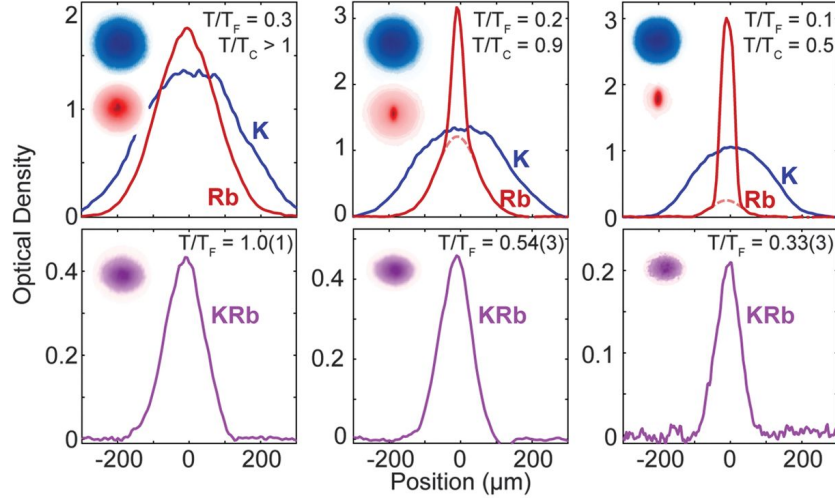 Optical Density
2
1
0
T/T_F = 0.3
T/T_C > 1
K
Rb
3
2
1
0
T/T_F = 0.2
T/T_C = 0.9
K
Rb
3
2
1
0
T/T_F = 0.1
T/T_C = 0.5
K
Rb
0.4
0.2
0
T/T_F = 1.0(1)
KRb
0.4
0.2
0
T/T_F = 0.54(3)
KRb
0.2
0.1
0
T/T_F = 0.33(3)
KRb
-200 0 200 -200 0 200 -200 0 200
Position (μm)